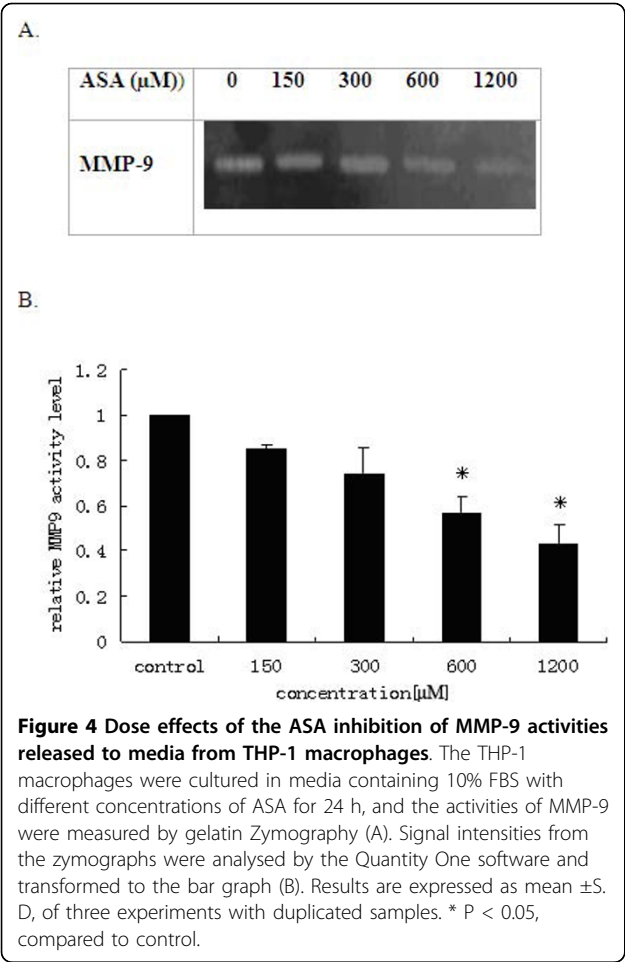 A.
ASA (µM)) 0 150 300 600 1200
MMP-9
B.
relative MMP9 activity level
1.2
1
0.8
0.6
0.4
0.2
0
* *
control 150 300 600 1200
concentration[µM]
Figure 4 Dose effects of the ASA inhibition of MMP-9 activities
released to media from THP-1 macrophages. The THP-1
macrophages were cultured in media containing 10% FBS with
different concentrations of ASA for 24 h, and the activities of MMP-9
were measured by gelatin Zymography (A). Signal intensities from
the zymographs were analysed by the Quantity One software and
transformed to the bar graph (B). Results are expressed as mean ±S.
D, of three experiments with duplicated samples. * P < 0.05,
compared to control.